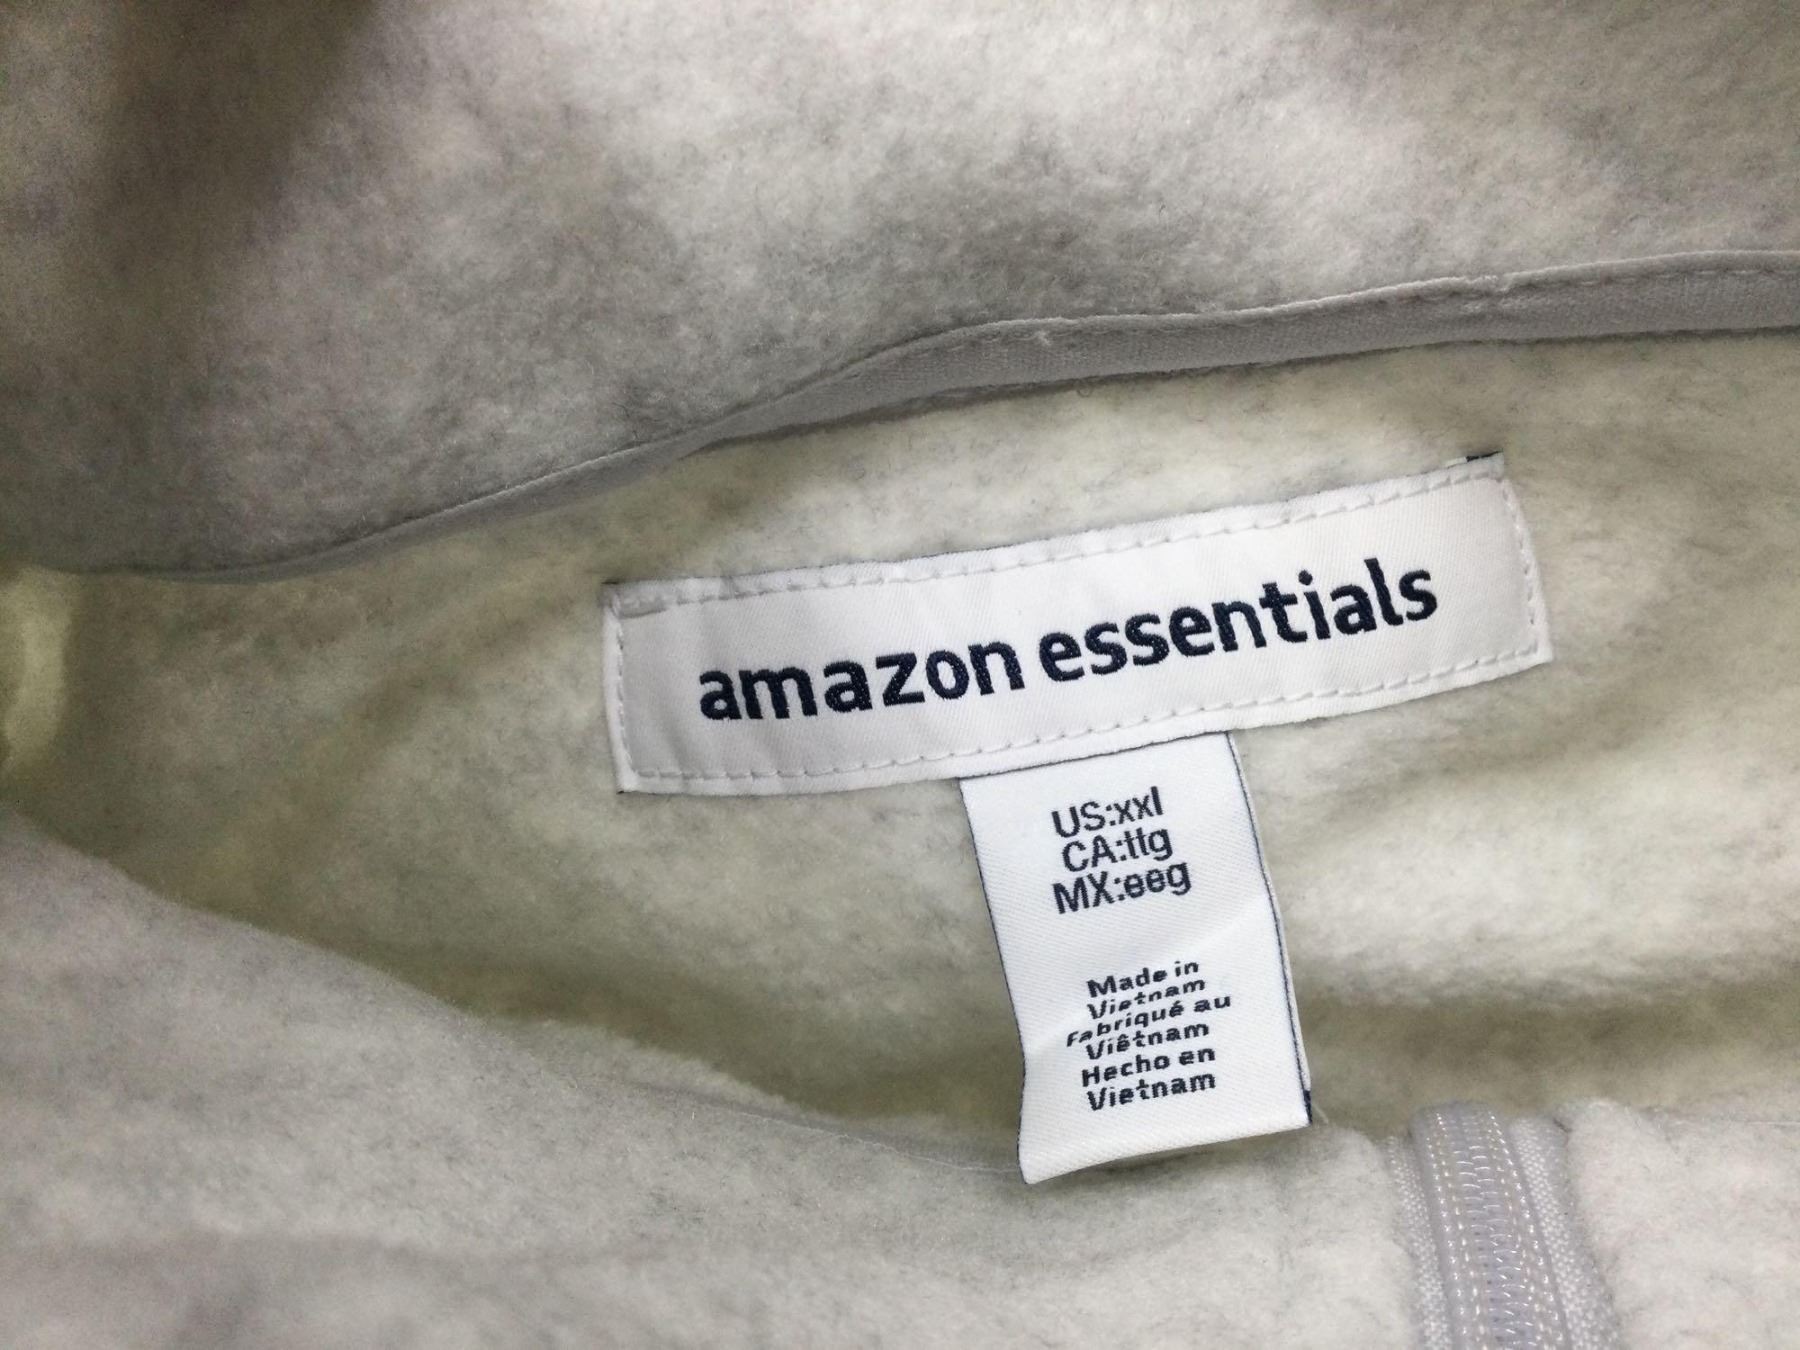 amazon essentials
US:xxl
CA:ttg
MX:eeg
Made in
Vietnam
Fabriqué au
Viêtnam
Hecho en
Vietnam